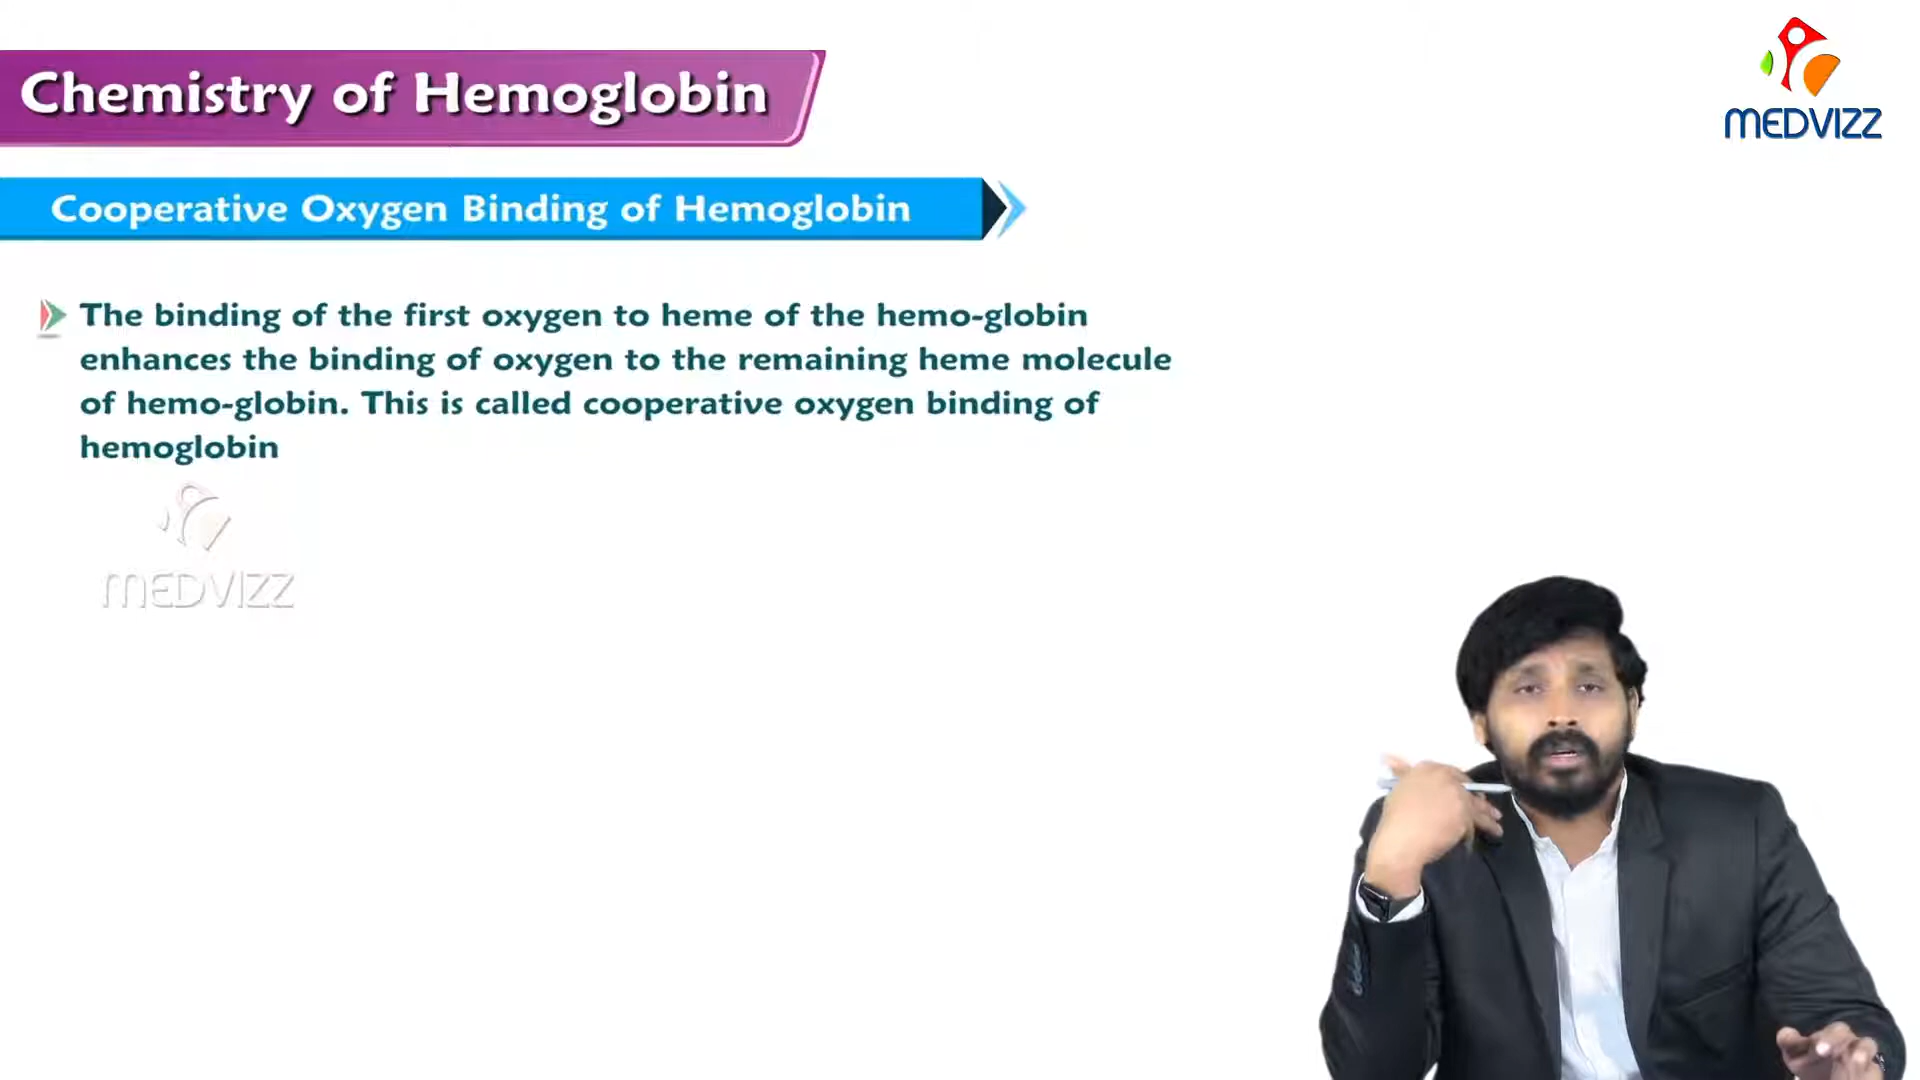 Chemistry of Hemoglobin
MEDVIZZ
Cooperative Oxygen Binding of Hemoglobin
The binding of the first oxygen to heme of the hemo-globin
enhances the binding of oxygen to the remaining heme molecule
of hemo-globin. This is called cooperative oxygen binding of
hemoglobin
MEDVIZZ